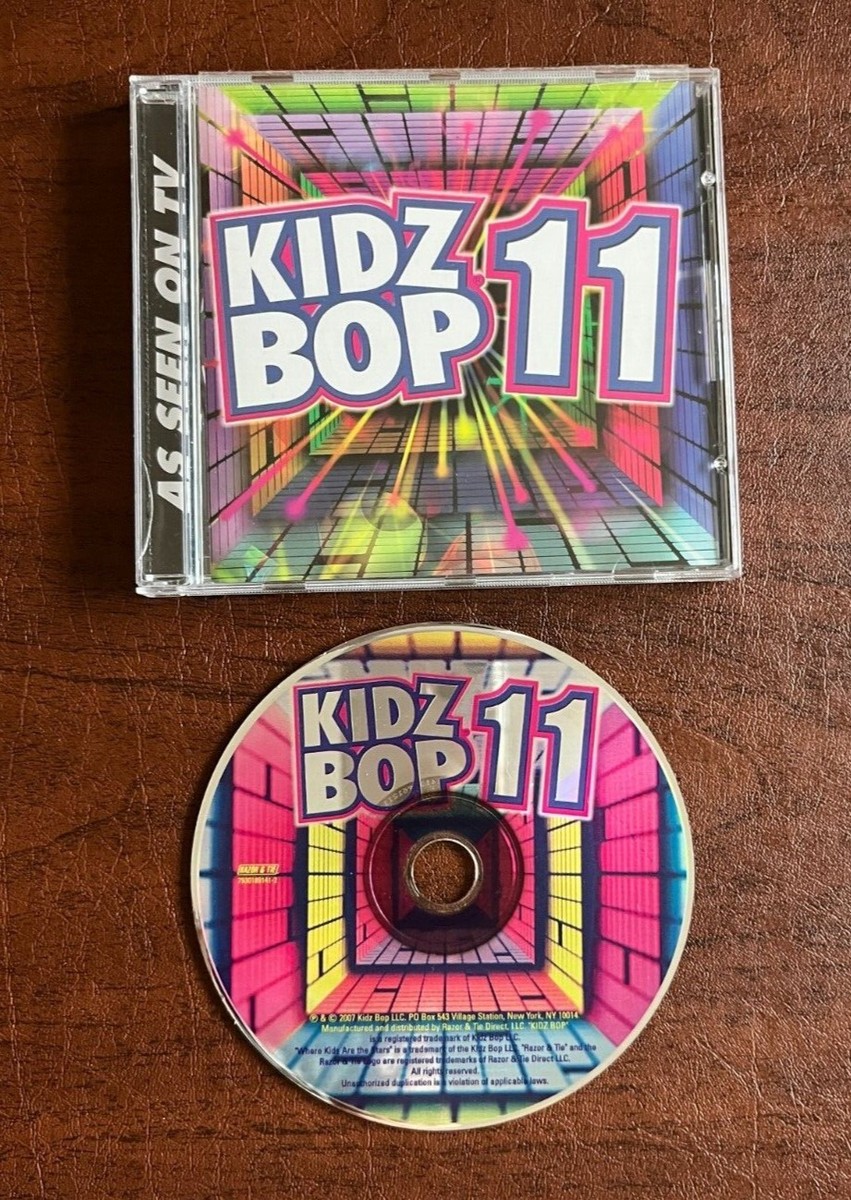 AS SEEN ON TV
KIDZ
BOP 11
KIDZ
BOP 11
RAZOR & TIE
℗ & © 2007 Kidz Bop LLC. PO Box 543 Village Station, New York, NY 10014
Manufactured and distributed by Razor & Tie Direct, LLC. "KIDZ BOP"
is a registered trademark of Kidz Bop LLC.
"Where Kids Are the Stars" is a trademark of the Kidz Bop LLC. "Razor & Tie" and the
Razor & Tie Logo are registered trademarks of Razor & Tie Direct LLC.
All rights reserved.
Unauthorized duplication is a violation of applicable laws.